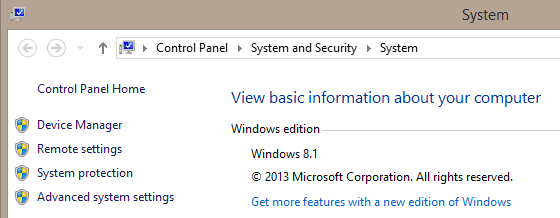 System
Control Panel System and Security System
Control Panel Home
Device Manager
Remote settings
System protection
Advanced system settings
View basic information about your computer
Windows edition
Windows 8.1
© 2013 Microsoft Corporation. All rights reserved.
Get more features with a new edition of Windows